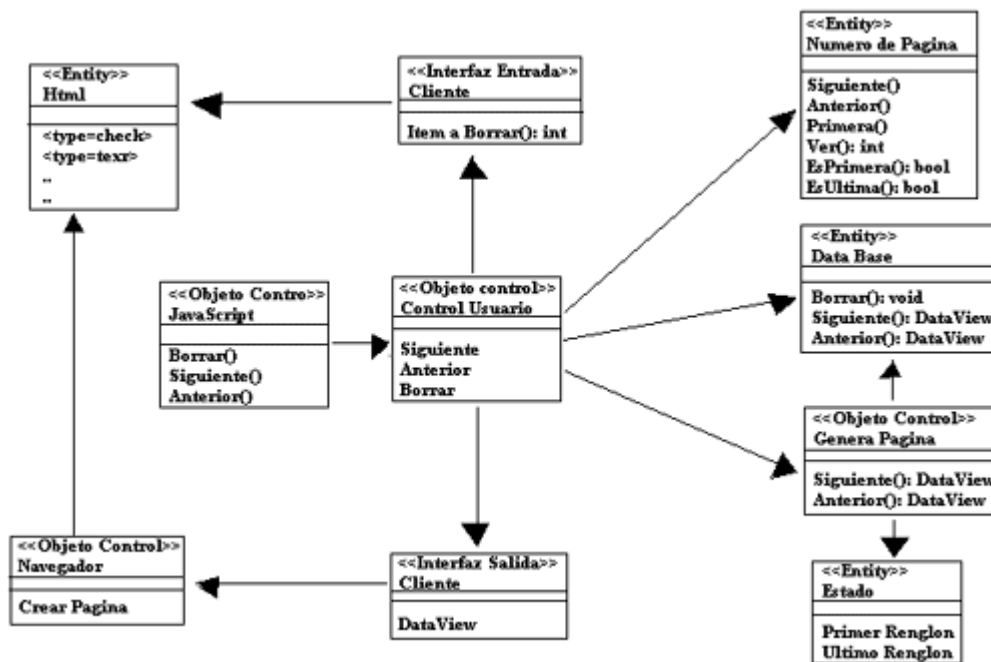 <<Entity>>
Html
<type=check>
<type=texr>
..
..
<<Interfaz Entrada>>
Cliente
Item a Borrar(): int
<<Entity>>
Numero de Pagina
Siguiente()
Anterior()
Primera()
Ver(): int
EsPrimera(): bool
EsUltima(): bool
<<Objeto Contro>>
JavaScript
Borrar()
Siguiente()
Anterior()
<<Objeto control>>
Control Usuario
Siguiente
Anterior
Borrar
<<Entity>>
Data Base
Borrar(): void
Siguiente(): DataView
Anterior(): DataView
<<Objeto Control>>
Genera Pagina
Siguiente(): DataView
Anterior(): DataView
<<Objeto Control>>
Navegador
Crear Pagina
<<Interfaz Salida>>
Cliente
DataView
<<Entity>>
Estado
Primer Renglon
Ultimo Renglon